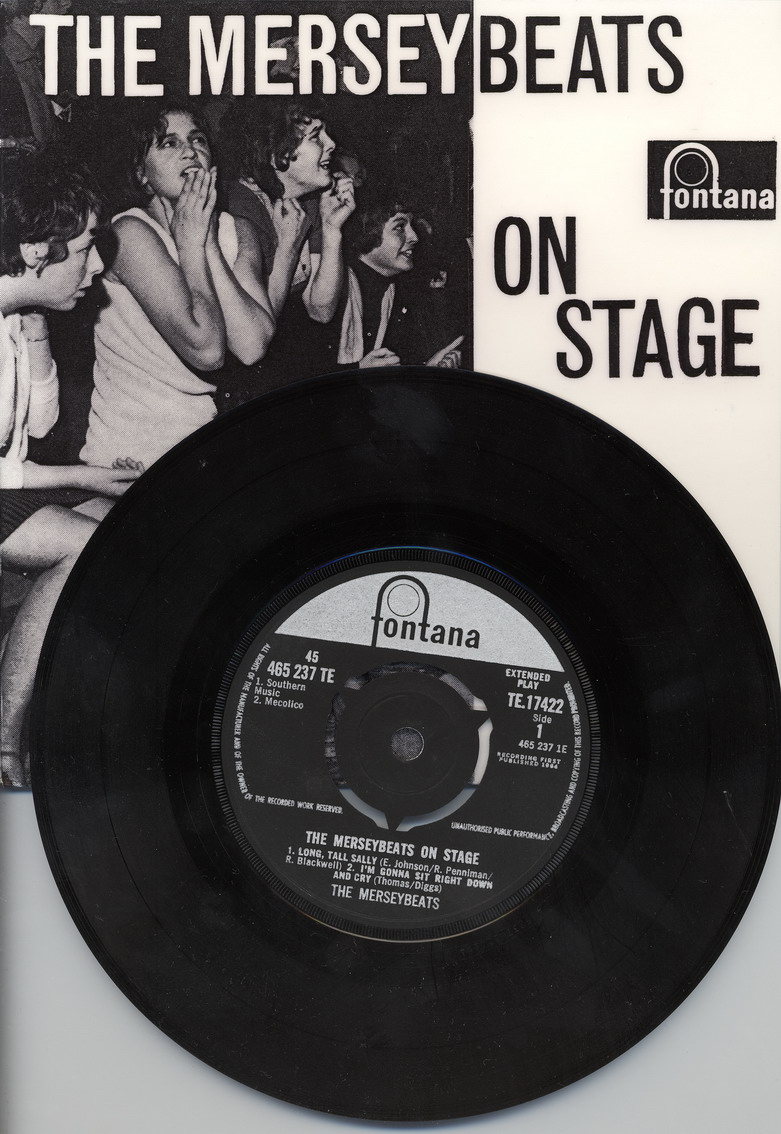 THE MERSEYBEATS
fontana
ON
STAGE
fontana
45
465 237 TE
1. Southern
Music
2. Mecolico
EXTENDED
PLAY
TE.17422
Side
1
465 237 1E
RECORDING FIRST
PUBLISHED 1964
ALL RIGHTS OF THE MANUFACTURER AND OF THE OWNER OF THE RECORDED WORK RESERVED.
UNAUTHORISED PUBLIC PERFORMANCE, BROADCASTING AND COPYING OF THIS RECORD PROHIBITED
THE MERSEYBEATS ON STAGE
1. LONG, TALL SALLY (E. Johnson/R. Penniman/
R. Blackwell) 2. I'M GONNA SIT RIGHT DOWN
AND CRY (Thomas/Diggs)
THE MERSEYBEATS